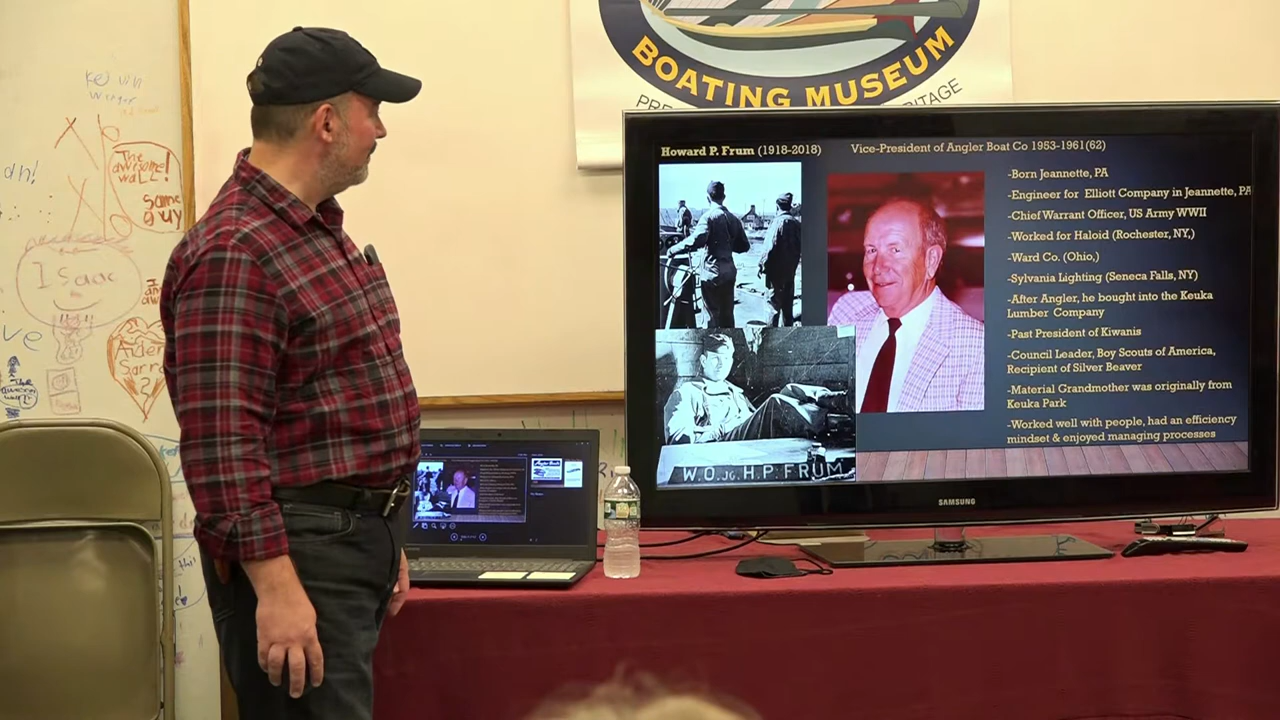 BOATING MUSEUM
Howard P. Frum (1918-2018)
Vice-President of Angler Boat Co 1953-1961(62)
-Born Jeannette, PA
-Engineer for Elliott Company in Jeannette, PA
-Chief Warrant Officer, US Army WWII
-Worked for Haloid (Rochester, NY,)
-Ward Co. (Ohio,)
-Sylvania Lighting (Seneca Falls, NY)
-After Angler, he bought into the Keuka
Lumber Company
-Past President of Kiwanis
-Council Leader, Boy Scouts of America,
Recipient of Silver Beaver
-Material Grandmother was originally from
Keuka Park
-Worked well with people, had an efficiency
mindset & enjoyed managing processes
W.O. JG. H.P. FRUM
SAMSUNG
The
awesome!
wall
same
guy
Isaac
Aiden